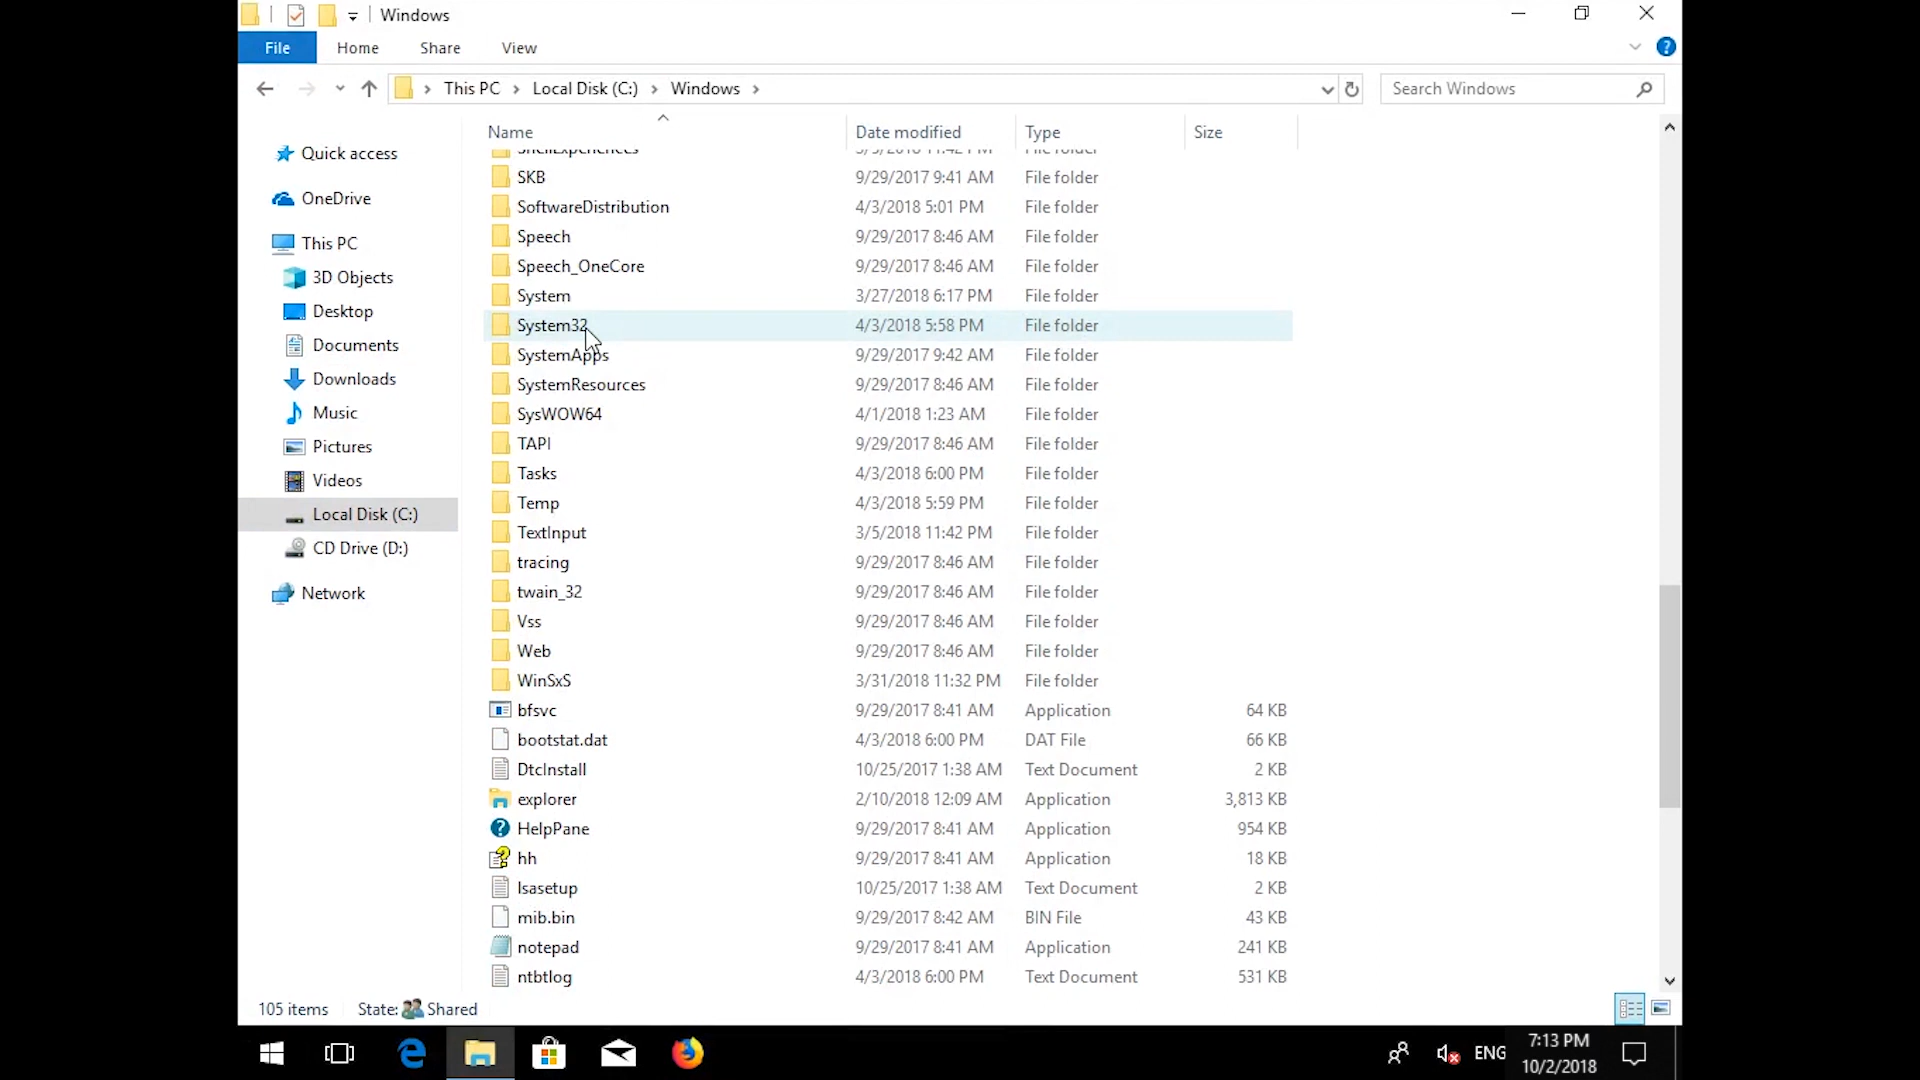 Windows
File Home Share View
This PC Local Disk (C:) Windows
Search Windows
Name Date modified Type Size
Quick access
OneDrive
This PC
3D Objects
Desktop
Documents
Downloads
Music
Pictures
Videos
Local Disk (C:)
CD Drive (D:)
Network
ShellExperiences 3/5/2018 11:42 PM File folder
SKB 9/29/2017 9:41 AM File folder
SoftwareDistribution 4/3/2018 5:01 PM File folder
Speech 9/29/2017 8:46 AM File folder
Speech_OneCore 9/29/2017 8:46 AM File folder
System 3/27/2018 6:17 PM File folder
System32 4/3/2018 5:58 PM File folder
SystemApps 9/29/2017 9:42 AM File folder
SystemResources 9/29/2017 8:46 AM File folder
SysWOW64 4/1/2018 1:23 AM File folder
TAPI 9/29/2017 8:46 AM File folder
Tasks 4/3/2018 6:00 PM File folder
Temp 4/3/2018 5:59 PM File folder
TextInput 3/5/2018 11:42 PM File folder
tracing 9/29/2017 8:46 AM File folder
twain_32 9/29/2017 8:46 AM File folder
Vss 9/29/2017 8:46 AM File folder
Web 9/29/2017 8:46 AM File folder
WinSxS 3/31/2018 11:32 PM File folder
bfsvc 9/29/2017 8:41 AM Application 64 KB
bootstat.dat 4/3/2018 6:00 PM DAT File 66 KB
DtcInstall 10/25/2017 1:38 AM Text Document 2 KB
explorer 2/10/2018 12:09 AM Application 3,813 KB
HelpPane 9/29/2017 8:41 AM Application 954 KB
hh 9/29/2017 8:41 AM Application 18 KB
lsasetup 10/25/2017 1:38 AM Text Document 2 KB
mib.bin 9/29/2017 8:42 AM BIN File 43 KB
notepad 9/29/2017 8:41 AM Application 241 KB
ntbtlog 4/3/2018 6:00 PM Text Document 531 KB
105 items State: Shared
ENG 7:13 PM
10/2/2018